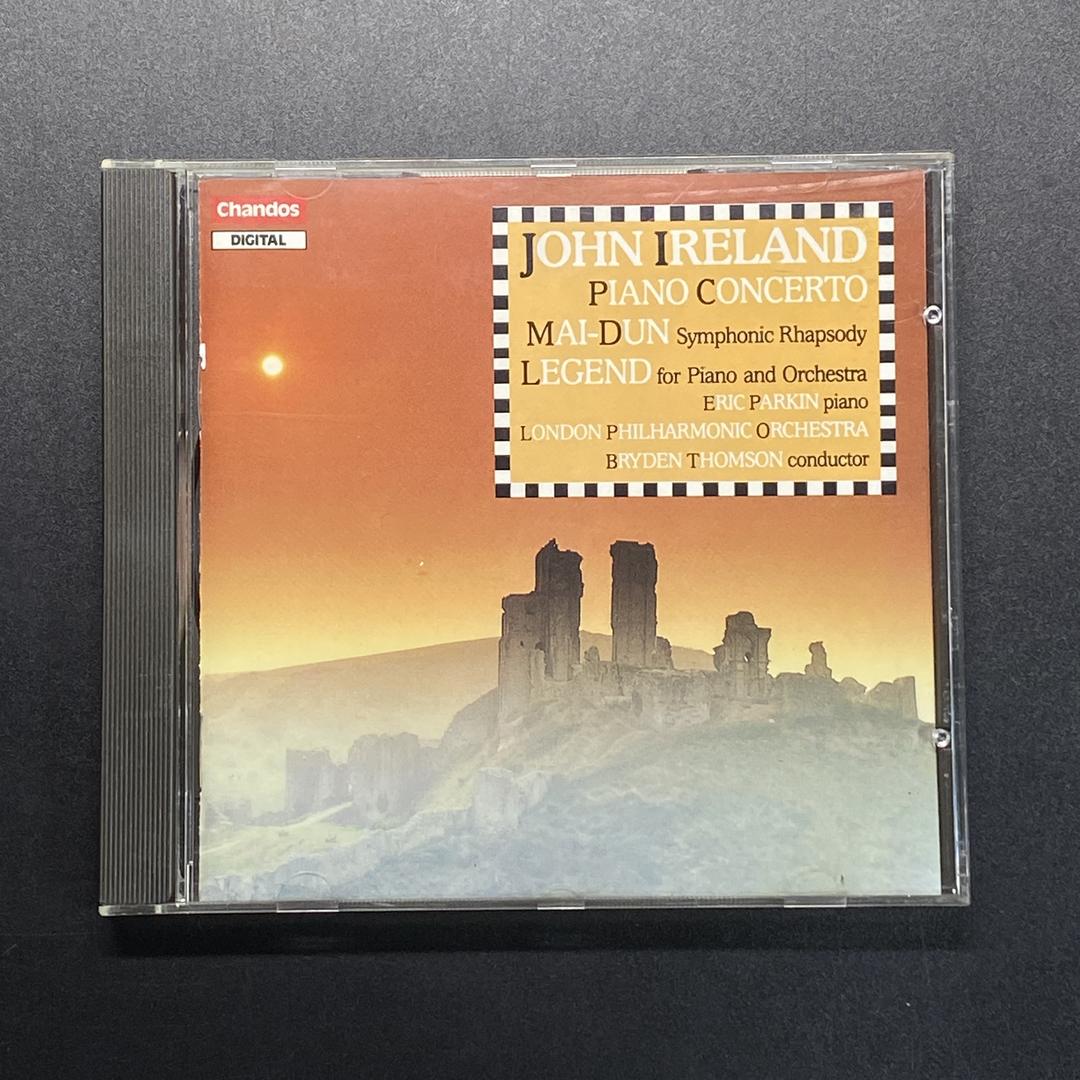 Chandos
DIGITAL
JOHN IRELAND
PIANO CONCERTO
MAI-DUN Symphonic Rhapsody
LEGEND for Piano and Orchestra
ERIC PARKIN piano
LONDON PHILHARMONIC ORCHESTRA
BRYDEN THOMSON conductor